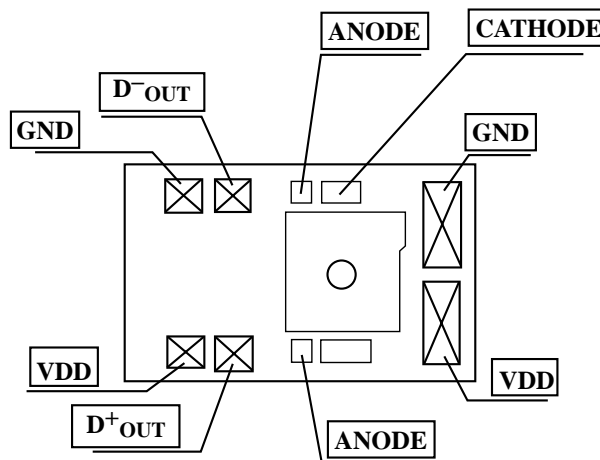 ANODE
CATHODE
D⁻OUT
GND
GND
VDD
VDD
D⁺OUT
ANODE